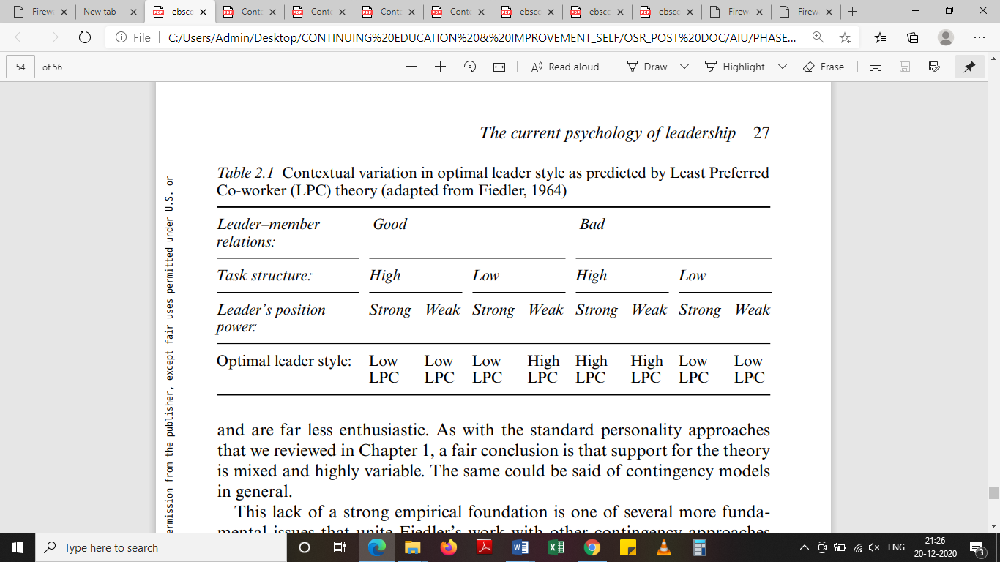 Firew
New tab
ebscc
Conte
Conte
Conte
Conte
ebscc
ebscc
ebscc
Firew
Firew
File C:/Users/Admin/Desktop/CONTINUING%20EDUCATION%20&%20IMPROVEMENT_SELF/OSR_POST%20DOC/AIU/PHASE...
54 of 56 Read aloud Draw Highlight Erase
The current psychology of leadership 27
Table 2.1 Contextual variation in optimal leader style as predicted by Least Preferred
Co-worker (LPC) theory (adapted from Fiedler, 1964)
Leader–member Good Bad
relations:
Task structure: High Low High Low
Leader's position Strong Weak Strong Weak Strong Weak Strong Weak
power:
Optimal leader style: Low Low Low High High High Low Low
LPC LPC LPC LPC LPC LPC LPC LPC
and are far less enthusiastic. As with the standard personality approaches
that we reviewed in Chapter 1, a fair conclusion is that support for the theory
is mixed and highly variable. The same could be said of contingency models
in general.
This lack of a strong empirical foundation is one of several more funda-
mental issues that unite Fiedler's work with other contingency approaches
ermission from the publisher, except fair uses permitted under U.S. or
Type here to search
ENG
21:26
20-12-2020
3